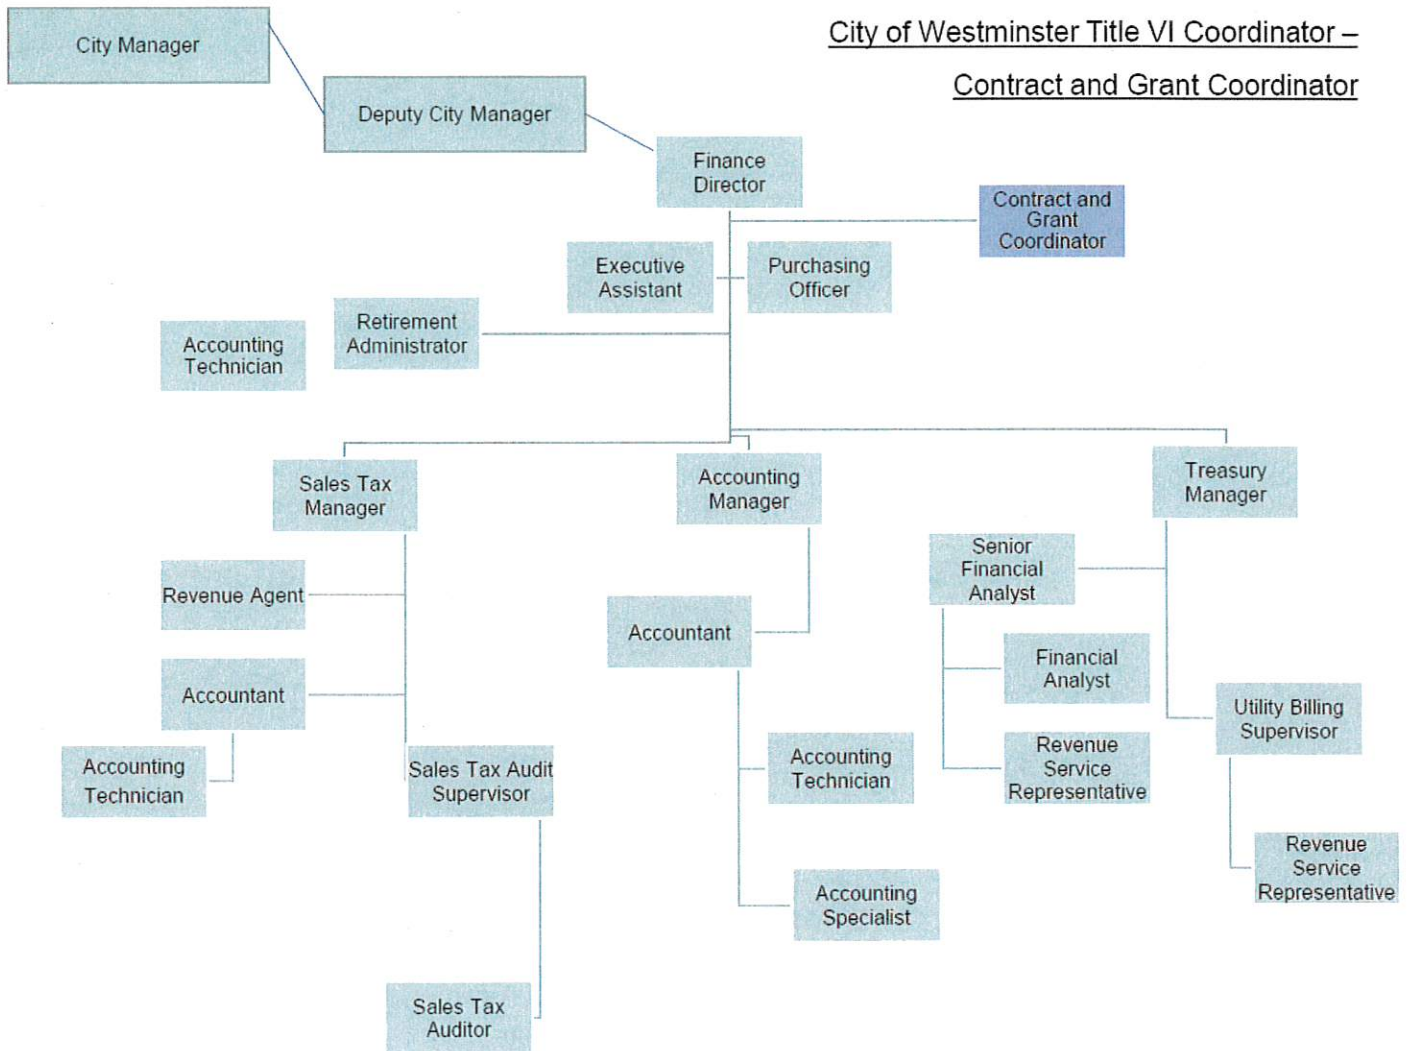 City of Westminster Title VI Coordinator –
Contract and Grant Coordinator
City Manager
Deputy City Manager
Finance
Director
Contract and
Grant
Coordinator
Executive
Assistant
Purchasing
Officer
Retirement
Administrator
Accounting
Technician
Sales Tax
Manager
Accounting
Manager
Treasury
Manager
Revenue Agent
Accountant
Accounting
Technician
Sales Tax Audit
Supervisor
Sales Tax
Auditor
Accountant
Accounting
Technician
Accounting
Specialist
Senior
Financial
Analyst
Financial
Analyst
Revenue
Service
Representative
Utility Billing
Supervisor
Revenue
Service
Representative